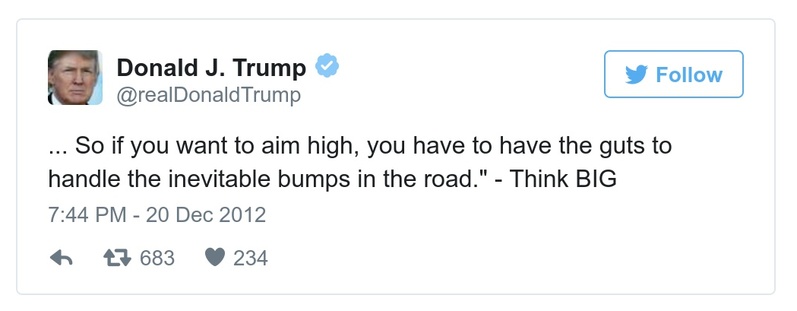 Donald J. Trump
Follow
@realDonaldTrump
... So if you want to aim high, you have to have the guts to
handle the inevitable bumps in the road." - Think BIG
7:44 PM - 20 Dec 2012
683 234